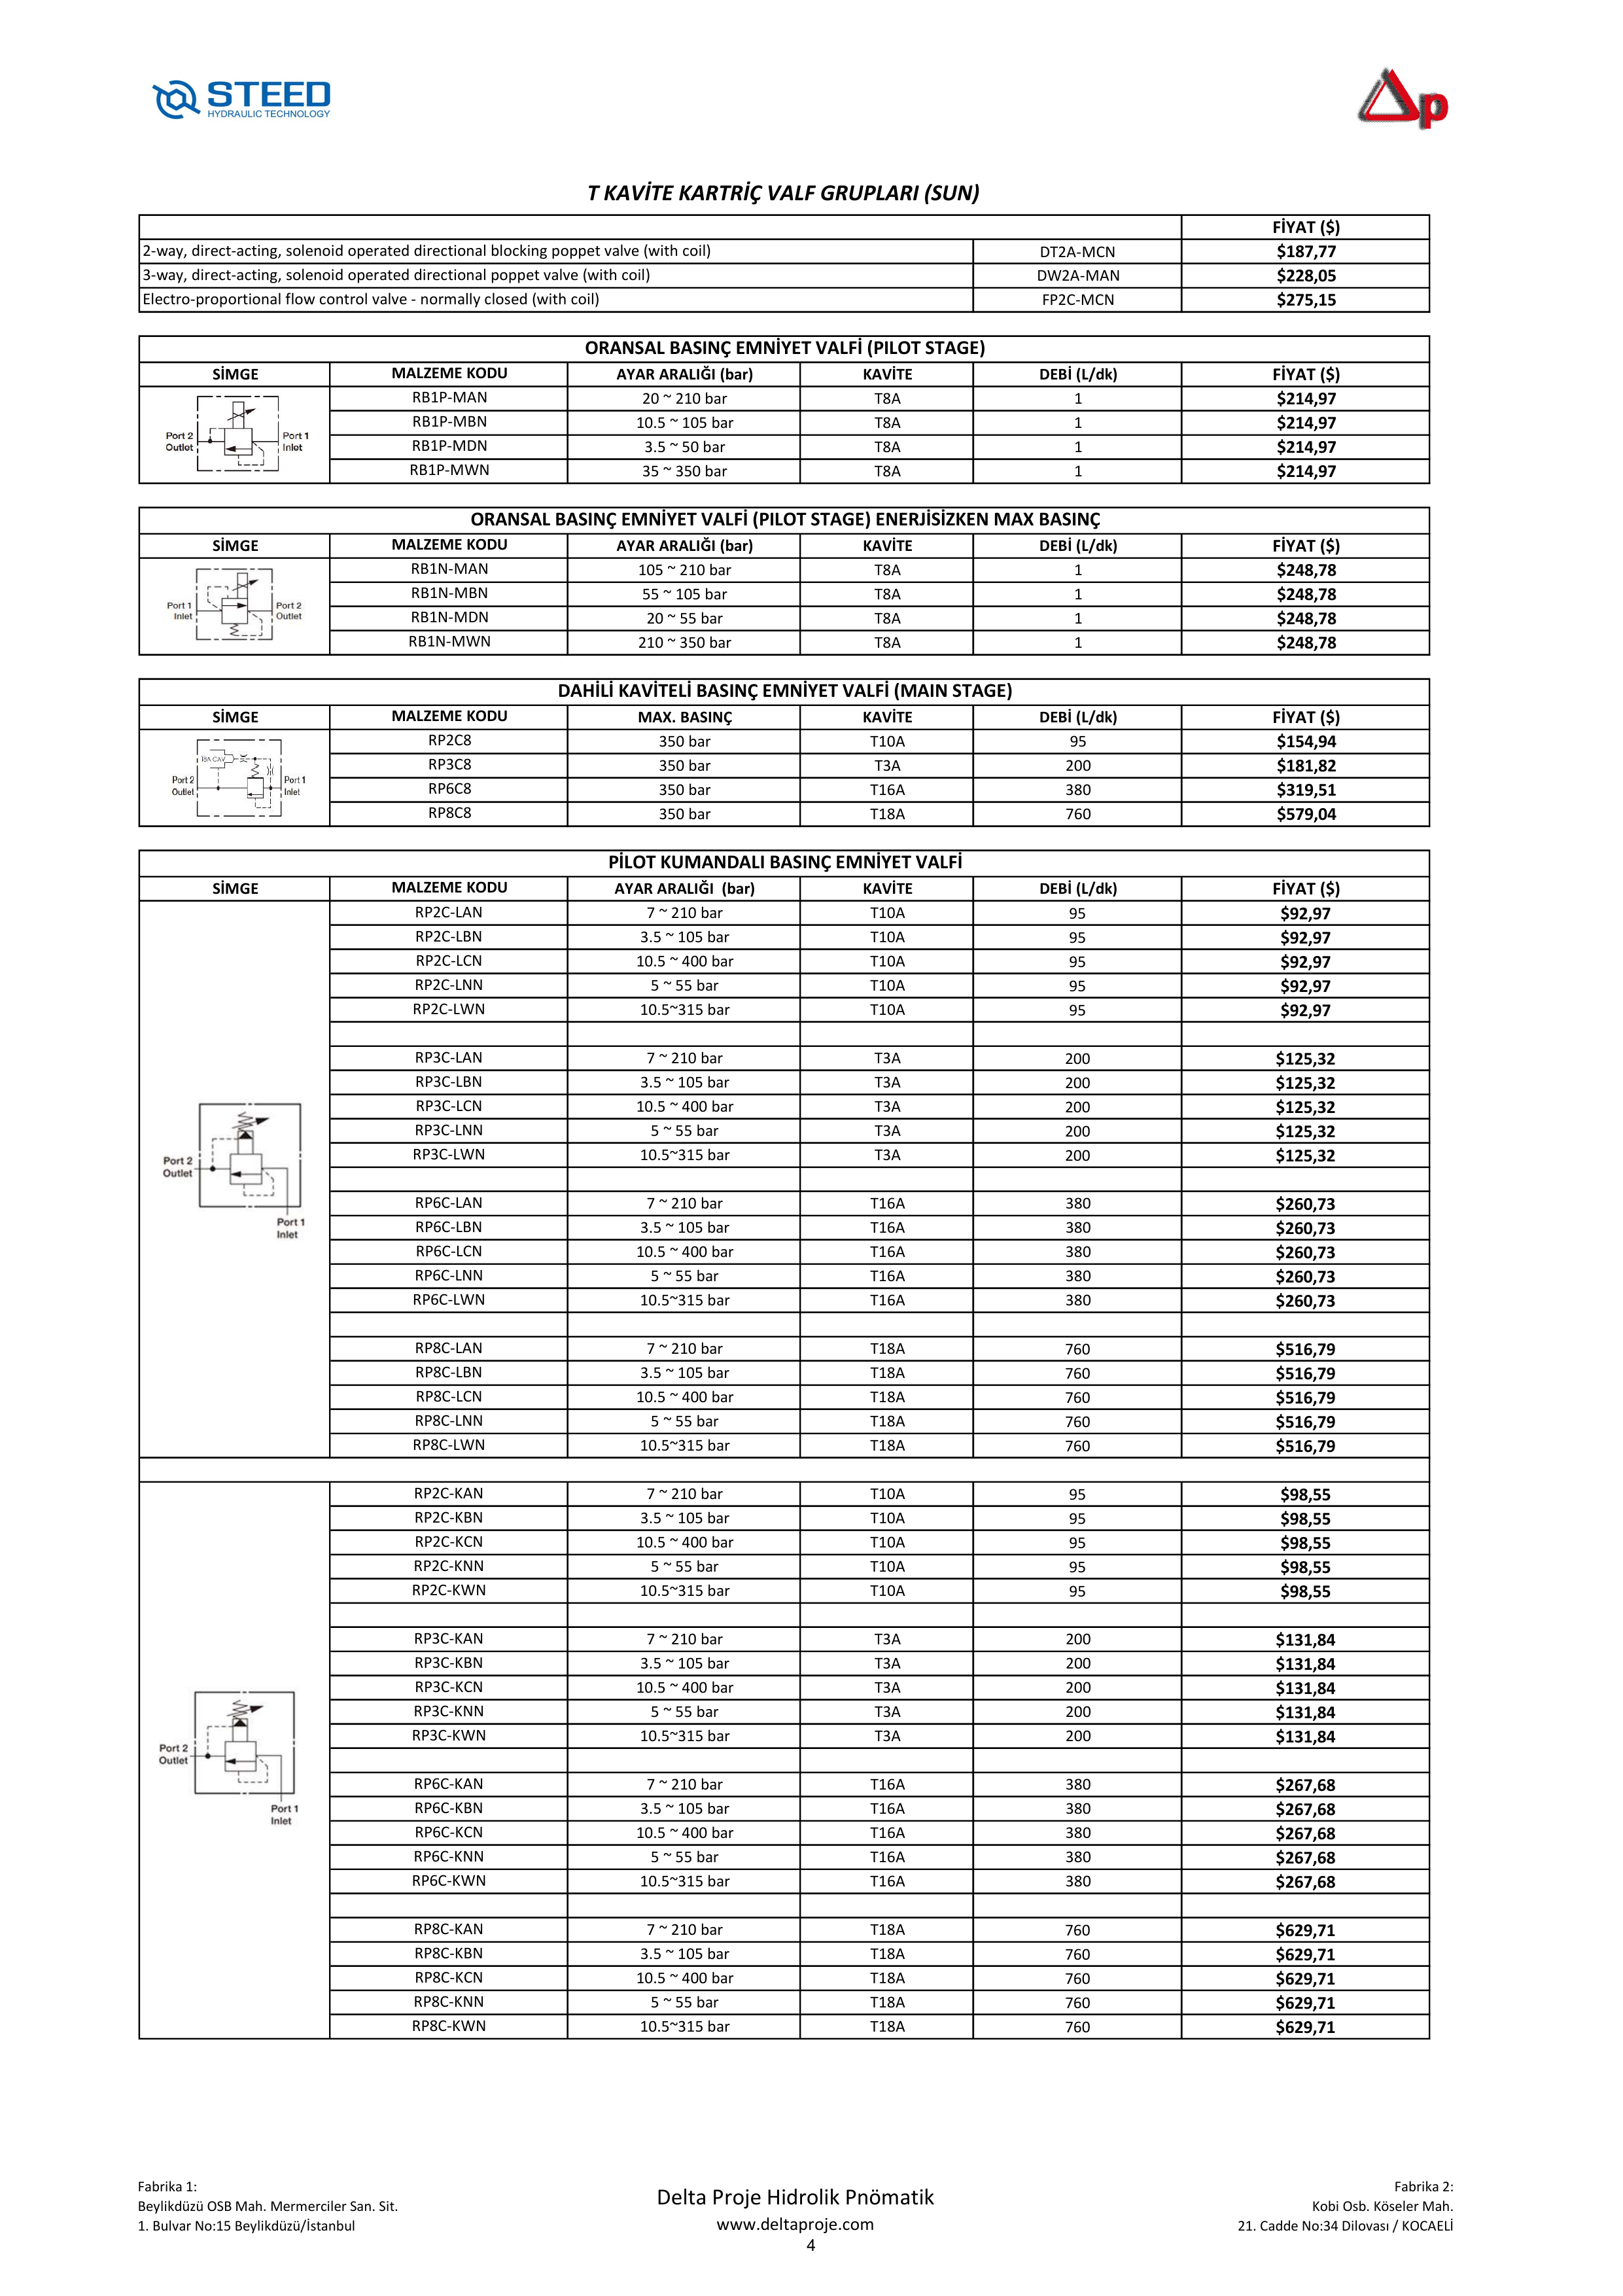 STEED
HYDRAULIC TECHNOLOGY
Δp
T KAVİTE KARTRİÇ VALF GRUPLARI (SUN)
FİYAT ($)
2-way, direct-acting, solenoid operated directional blocking poppet valve (with coil) DT2A-MCN $187,77
3-way, direct-acting, solenoid operated directional poppet valve (with coil) DW2A-MAN $228,05
Electro-proportional flow control valve - normally closed (with coil) FP2C-MCN $275,15
ORANSAL BASINÇ EMNİYET VALFİ (PILOT STAGE)
SİMGE MALZEME KODU AYAR ARALIĞI (bar) KAVİTE DEBİ (L/dk) FİYAT ($)
Port 2 Outlet Port 1 Inlet
RB1P-MAN 20 ~ 210 bar T8A 1 $214,97
RB1P-MBN 10.5 ~ 105 bar T8A 1 $214,97
RB1P-MDN 3.5 ~ 50 bar T8A 1 $214,97
RB1P-MWN 35 ~ 350 bar T8A 1 $214,97
ORANSAL BASINÇ EMNİYET VALFİ (PILOT STAGE) ENERJİSİZKEN MAX BASINÇ
SİMGE MALZEME KODU AYAR ARALIĞI (bar) KAVİTE DEBİ (L/dk) FİYAT ($)
Port 1 Inlet Port 2 Outlet
RB1N-MAN 105 ~ 210 bar T8A 1 $248,78
RB1N-MBN 55 ~ 105 bar T8A 1 $248,78
RB1N-MDN 20 ~ 55 bar T8A 1 $248,78
RB1N-MWN 210 ~ 350 bar T8A 1 $248,78
DAHİLİ KAVİTELİ BASINÇ EMNİYET VALFİ (MAIN STAGE)
SİMGE MALZEME KODU MAX. BASINÇ KAVİTE DEBİ (L/dk) FİYAT ($)
CAV
Port 2 Outlet Port 1 Inlet
RP2C8 350 bar T10A 95 $154,94
RP3C8 350 bar T3A 200 $181,82
RP6C8 350 bar T16A 380 $319,51
RP8C8 350 bar T18A 760 $579,04
PİLOT KUMANDALI BASINÇ EMNİYET VALFİ
SİMGE MALZEME KODU AYAR ARALIĞI (bar) KAVİTE DEBİ (L/dk) FİYAT ($)
RP2C-LAN 7 ~ 210 bar T10A 95 $92,97
RP2C-LBN 3.5 ~ 105 bar T10A 95 $92,97
RP2C-LCN 10.5 ~ 400 bar T10A 95 $92,97
RP2C-LNN 5 ~ 55 bar T10A 95 $92,97
RP2C-LWN 10.5~315 bar T10A 95 $92,97
RP3C-LAN 7 ~ 210 bar T3A 200 $125,32
RP3C-LBN 3.5 ~ 105 bar T3A 200 $125,32
RP3C-LCN 10.5 ~ 400 bar T3A 200 $125,32
RP3C-LNN 5 ~ 55 bar T3A 200 $125,32
RP3C-LWN 10.5~315 bar T3A 200 $125,32
Port 2 Outlet
Port 1 Inlet
RP6C-LAN 7 ~ 210 bar T16A 380 $260,73
RP6C-LBN 3.5 ~ 105 bar T16A 380 $260,73
RP6C-LCN 10.5 ~ 400 bar T16A 380 $260,73
RP6C-LNN 5 ~ 55 bar T16A 380 $260,73
RP6C-LWN 10.5~315 bar T16A 380 $260,73
RP8C-LAN 7 ~ 210 bar T18A 760 $516,79
RP8C-LBN 3.5 ~ 105 bar T18A 760 $516,79
RP8C-LCN 10.5 ~ 400 bar T18A 760 $516,79
RP8C-LNN 5 ~ 55 bar T18A 760 $516,79
RP8C-LWN 10.5~315 bar T18A 760 $516,79
RP2C-KAN 7 ~ 210 bar T10A 95 $98,55
RP2C-KBN 3.5 ~ 105 bar T10A 95 $98,55
RP2C-KCN 10.5 ~ 400 bar T10A 95 $98,55
RP2C-KNN 5 ~ 55 bar T10A 95 $98,55
RP2C-KWN 10.5~315 bar T10A 95 $98,55
RP3C-KAN 7 ~ 210 bar T3A 200 $131,84
RP3C-KBN 3.5 ~ 105 bar T3A 200 $131,84
RP3C-KCN 10.5 ~ 400 bar T3A 200 $131,84
RP3C-KNN 5 ~ 55 bar T3A 200 $131,84
RP3C-KWN 10.5~315 bar T3A 200 $131,84
Port 2 Outlet
Port 1 Inlet
RP6C-KAN 7 ~ 210 bar T16A 380 $267,68
RP6C-KBN 3.5 ~ 105 bar T16A 380 $267,68
RP6C-KCN 10.5 ~ 400 bar T16A 380 $267,68
RP6C-KNN 5 ~ 55 bar T16A 380 $267,68
RP6C-KWN 10.5~315 bar T16A 380 $267,68
RP8C-KAN 7 ~ 210 bar T18A 760 $629,71
RP8C-KBN 3.5 ~ 105 bar T18A 760 $629,71
RP8C-KCN 10.5 ~ 400 bar T18A 760 $629,71
RP8C-KNN 5 ~ 55 bar T18A 760 $629,71
RP8C-KWN 10.5~315 bar T18A 760 $629,71
Fabrika 1:
Beylikdüzü OSB Mah. Mermerciler San. Sit.
1. Bulvar No:15 Beylikdüzü/İstanbul
Delta Proje Hidrolik Pnömatik
www.deltaproje.com
4
Fabrika 2:
Kobi Osb. Köseler Mah.
21. Cadde No:34 Dilovası / KOCAELİ